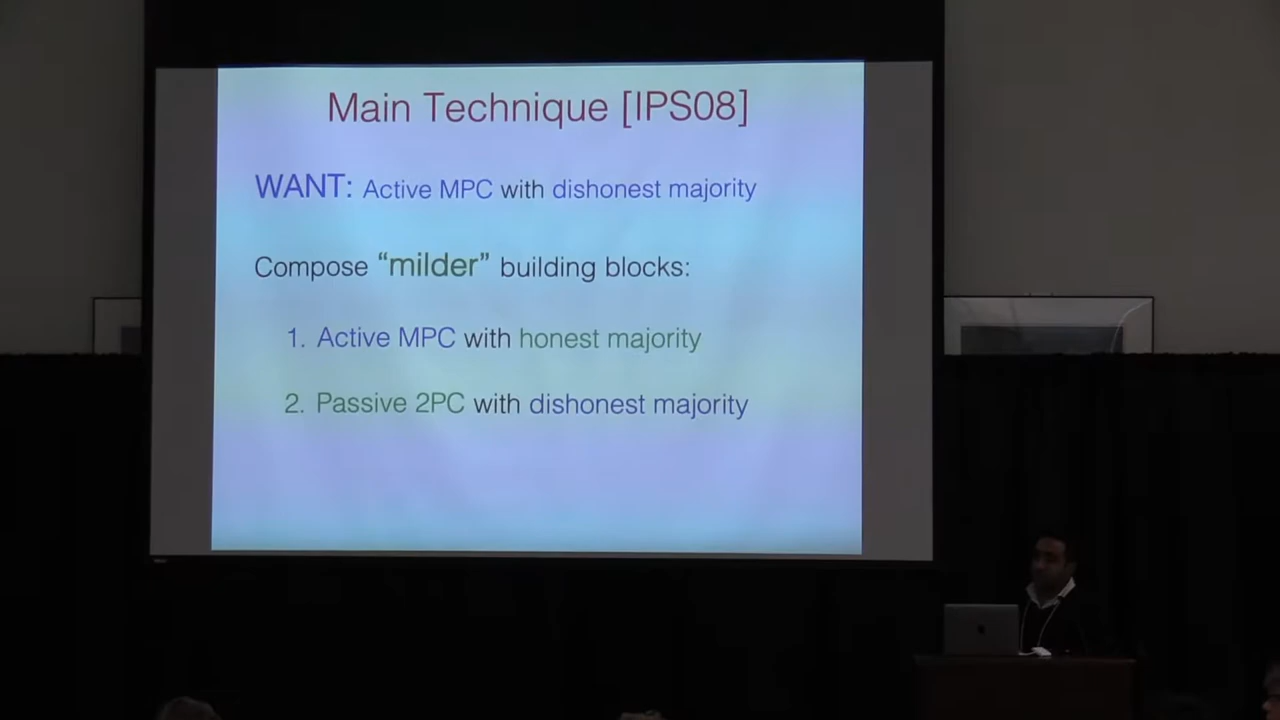 Main Technique [IPS08]
WANT: Active MPC with dishonest majority
Compose “milder” building blocks:
1. Active MPC with honest majority
2. Passive 2PC with dishonest majority